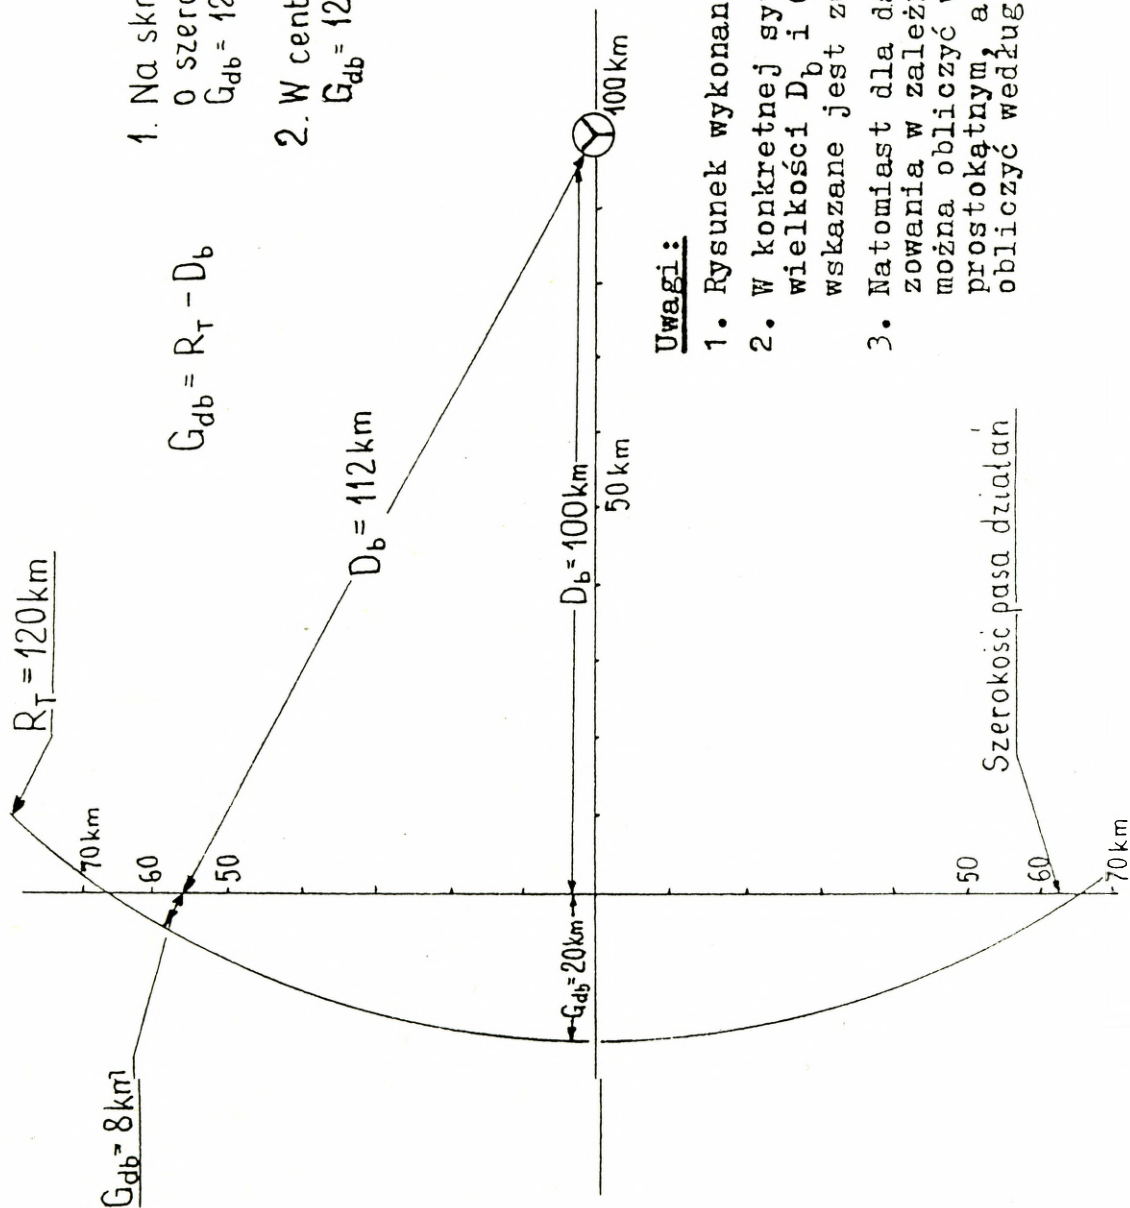 1. Na skr
o szero
Gdb = 12
2. W cent
Gdb = 12
Gdb = RT - Db
RT = 120km
Db = 112km
Db = 100km
Gdb = 20km
Gdb = 8km
70km
60
50
50km
100km
50
60
70km
Szerokość pasa działań
Uwagi:
1. Rysunek wykonan
2. W konkretnej sy
wielkości Db i
wskazane jest z
3. Natomiast dla d
zowania w zależ
można obliczyć
prostokątnym, a
obliczyć według